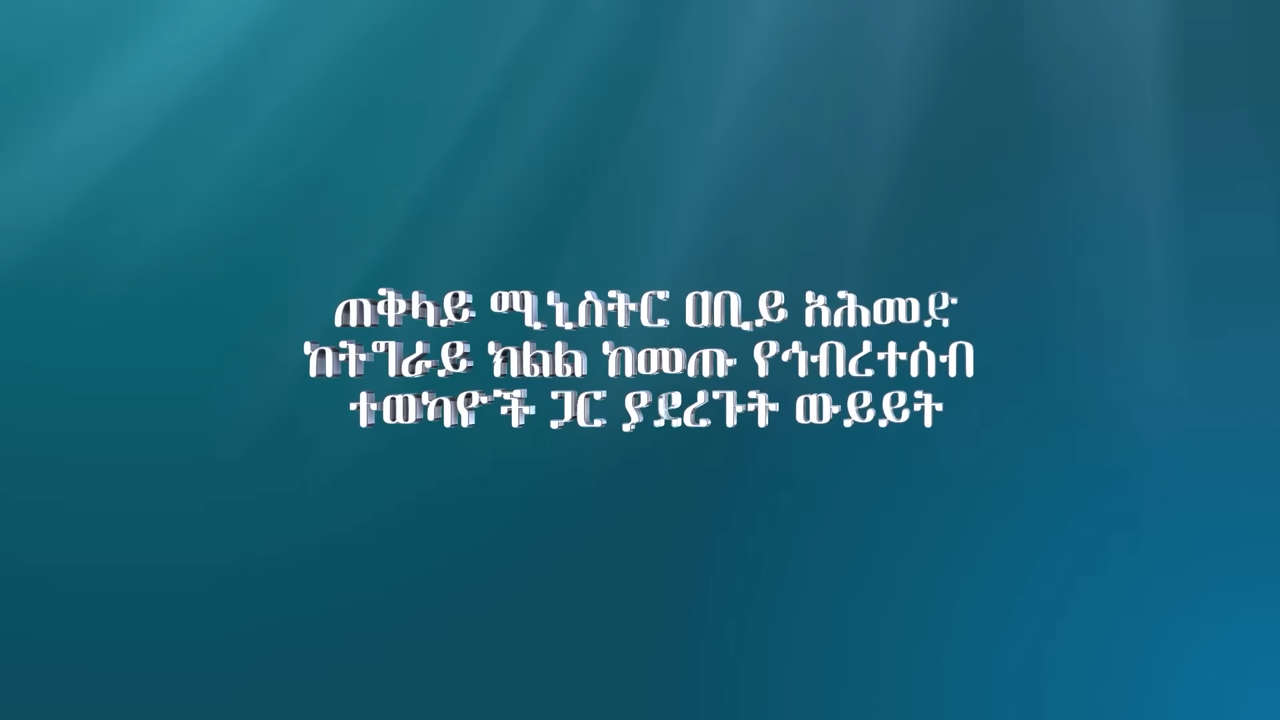 ጠቅላይ ሚኒስትር ዐቢይ አሕመድ
ከትግራይ ክልል ከመጡ የኅብረተሰብ
ተወካዮች ጋር ያደረጉት ውይይት